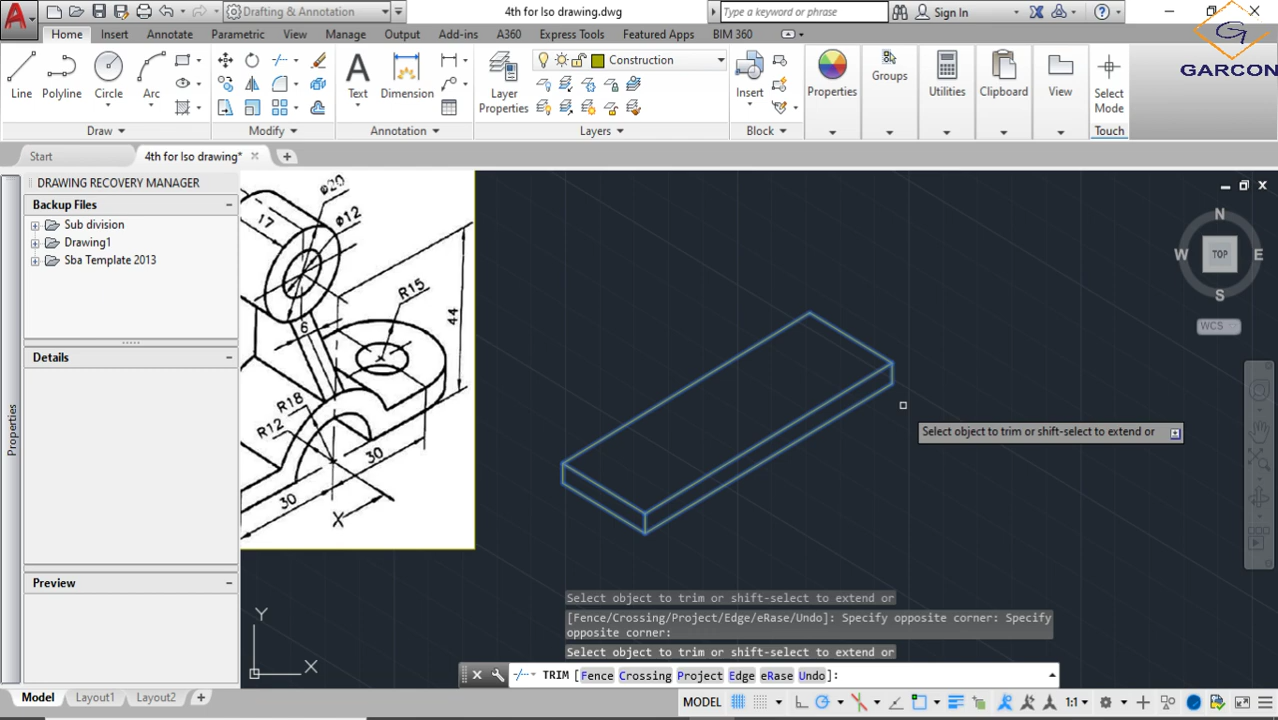 Drafting & Annotation
4th for Iso drawing.dwg
Type a keyword or phrase
Sign In
Home Insert Annotate Parametric View Manage Output Add-ins A360 Express Tools Featured Apps BIM 360
GARCON
Construction
Line Polyline Circle Arc
Text Dimension
Layer Properties
Insert
Properties
Groups
Utilities
Clipboard
View
Select Mode
Draw Modify Annotation Layers Block Touch
Start 4th for Iso drawing*
DRAWING RECOVERY MANAGER
Backup Files
Sub division
Drawing1
Sba Template 2013
Details
Preview
Properties
ø20
17
ø12
R15
6
44
R18
R12
30
30
X
N
W TOP E
S
WCS
Select object to trim or shift-select to extend or
Y
X
Select object to trim or shift-select to extend or
[Fence/Crossing/Project/Edge/eRase/Undo]: Specify opposite corner: Specify
opposite corner:
Select object to trim or shift-select to extend or
TRIM [Fence Crossing Project Edge eRase Undo]:
Model Layout1 Layout2
MODEL
1:1